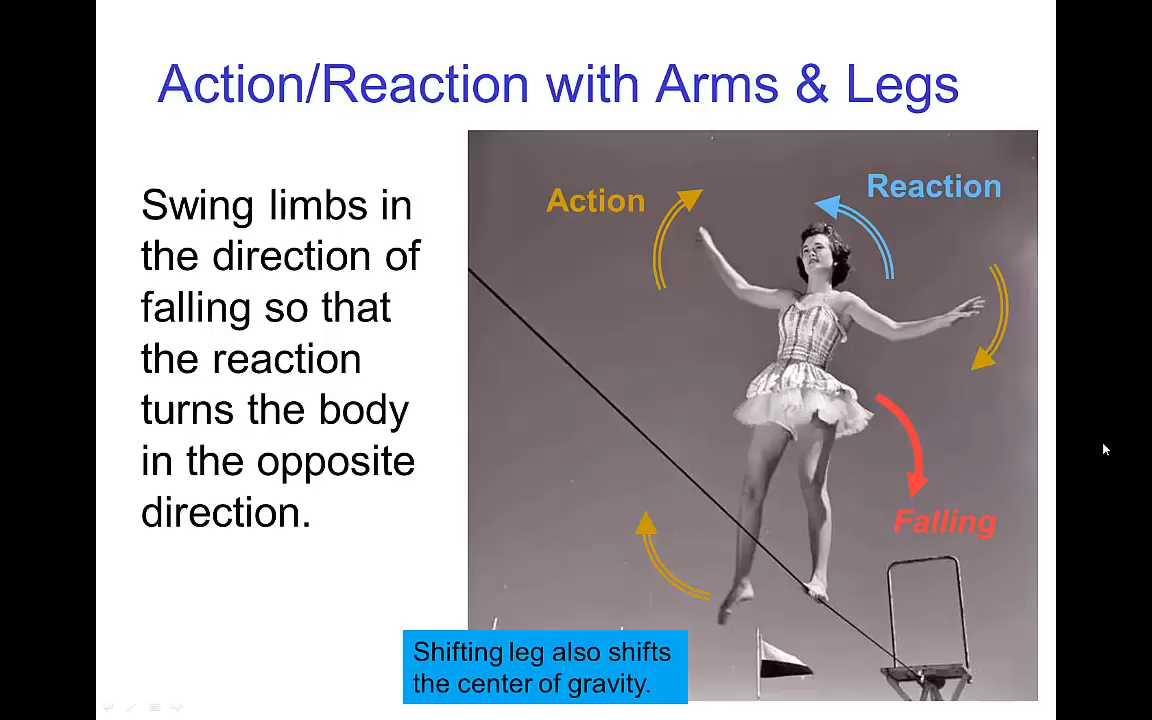 Action/Reaction with Arms & Legs
Swing limbs in
the direction of
falling so that
the reaction
turns the body
in the opposite
direction.
Action
Reaction
Falling
Shifting leg also shifts
the center of gravity.